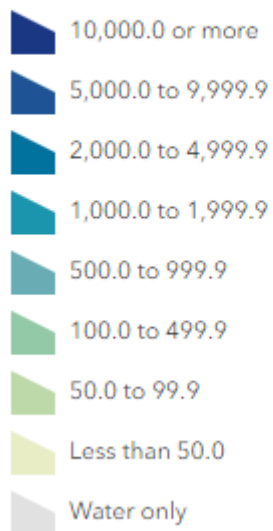 10,000.0 or more
5,000.0 to 9,999.9
2,000.0 to 4,999.9
1,000.0 to 1,999.9
500.0 to 999.9
100.0 to 499.9
50.0 to 99.9
Less than 50.0
Water only